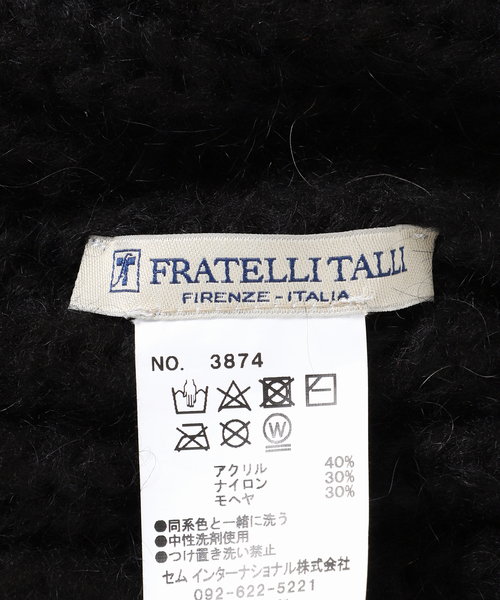 FRATELLI TALLI
FIRENZE - ITALIA
NO. 3874
W
アクリル 40%
ナイロン 30%
モヘヤ 30%
●同系色と一緒に洗う
●中性洗剤使用
●つけ置き洗い禁止
セム インターナショナル株式会社
092-622-5221